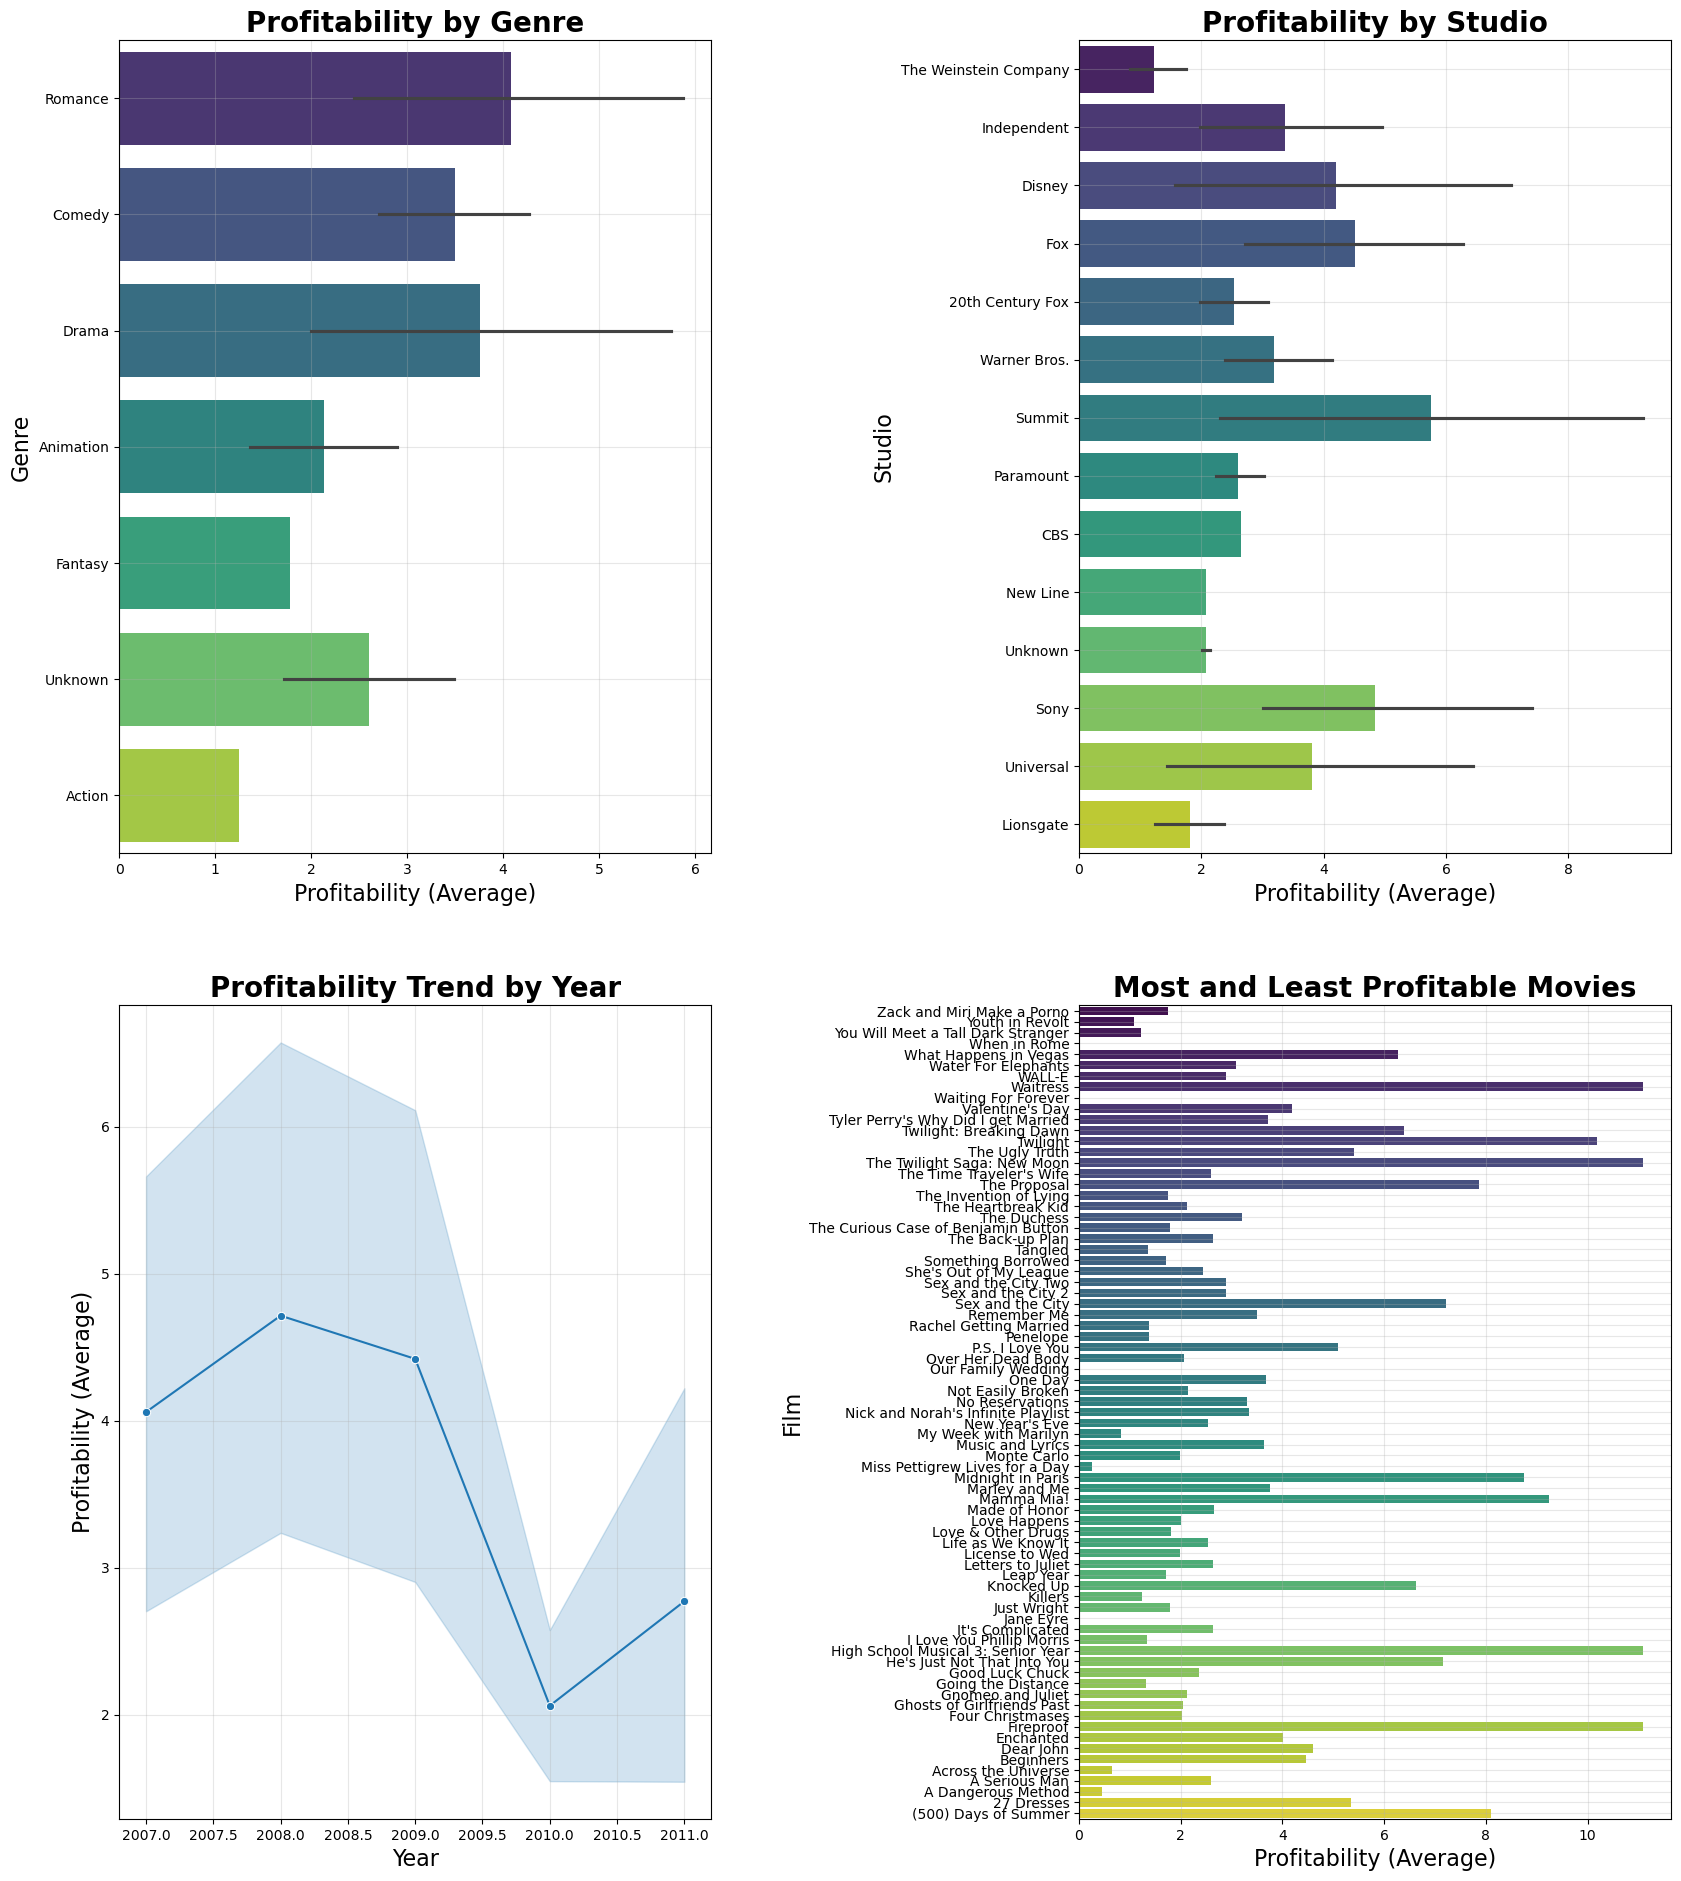 Profitability by Genre
Romance
Comedy
Drama
Animation
Fantasy
Unknown
Action
Genre
0 1 2 3 4 5 6
Profitability (Average)
Profitability by Studio
The Weinstein Company
Independent
Disney
Fox
20th Century Fox
Warner Bros.
Summit
Paramount
CBS
New Line
Unknown
Sony
Universal
Lionsgate
Studio
0 2 4 6 8
Profitability (Average)
Profitability Trend by Year
6
5
4
3
2
Profitability (Average)
2007.0 2007.5 2008.0 2008.5 2009.0 2009.5 2010.0 2010.5 2011.0
Year
Most and Least Profitable Movies
Zack and Miri Make a Porno
Youth in Revolt
You Will Meet a Tall Dark Stranger
When in Rome
What Happens in Vegas
Water For Elephants
WALL-E
Waitress
Waiting For Forever
Valentine's Day
Tyler Perry's Why Did I get Married
Twilight: Breaking Dawn
Twilight
The Ugly Truth
The Twilight Saga: New Moon
The Time Traveler's Wife
The Proposal
The Invention of Lying
The Heartbreak Kid
The Duchess
The Curious Case of Benjamin Button
The Back-up Plan
Tangled
Something Borrowed
She's Out of My League
Sex and the City Two
Sex and the City 2
Sex and the City
Remember Me
Rachel Getting Married
Penelope
P.S. I Love You
Over Her Dead Body
Our Family Wedding
One Day
Not Easily Broken
No Reservations
Nick and Norah's Infinite Playlist
New Year's Eve
My Week with Marilyn
Music and Lyrics
Monte Carlo
Miss Pettigrew Lives for a Day
Midnight in Paris
Marley and Me
Mamma Mia!
Made of Honor
Love Happens
Love & Other Drugs
Life as We Know It
License to Wed
Letters to Juliet
Leap Year
Knocked Up
Killers
Just Wright
Jane Eyre
It's Complicated
I Love You Phillip Morris
High School Musical 3: Senior Year
He's Just Not That Into You
Good Luck Chuck
Going the Distance
Gnomeo and Juliet
Ghosts of Girlfriends Past
Four Christmases
Fireproof
Enchanted
Dear John
Beginners
Across the Universe
A Serious Man
A Dangerous Method
27 Dresses
(500) Days of Summer
Film
0 2 4 6 8 10
Profitability (Average)